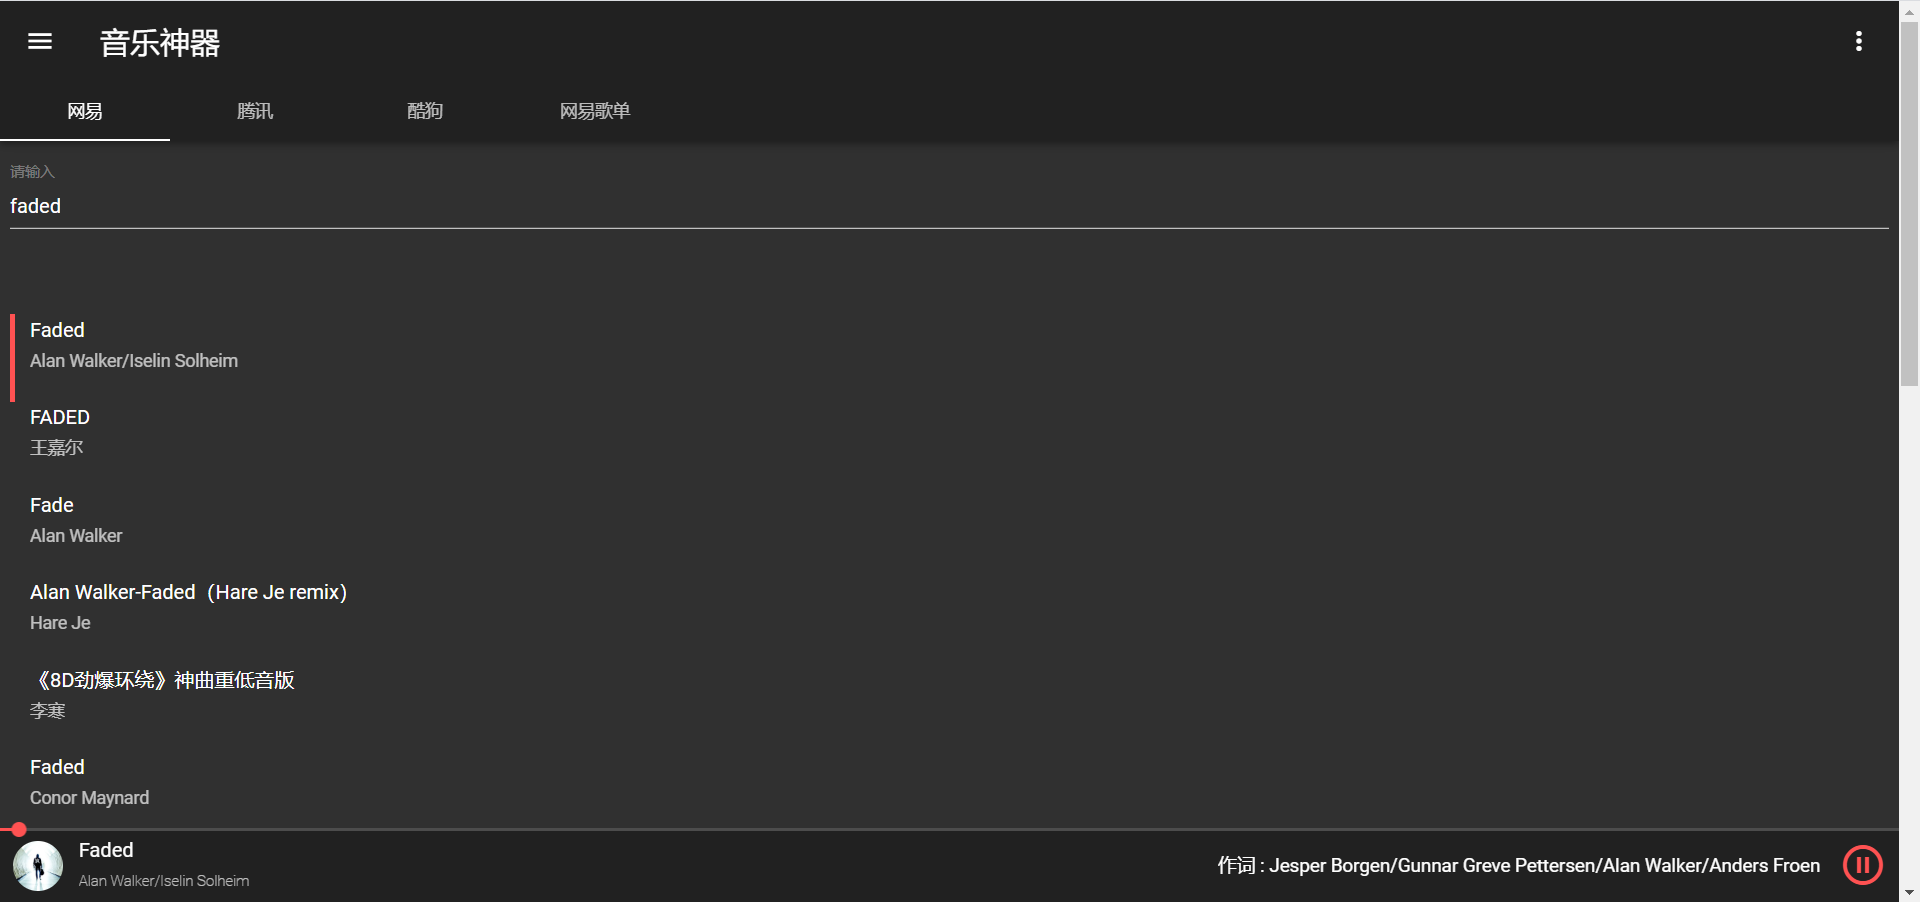 音乐神器
网易 腾讯 酷狗 网易歌单
请输入
faded
Faded
Alan Walker/Iselin Solheim
FADED
王嘉尔
Fade
Alan Walker
Alan Walker-Faded（Hare Je remix）
Hare Je
《8D劲爆环绕》神曲重低音版
李寒
Faded
Conor Maynard
Faded
Alan Walker/Iselin Solheim
作词 : Jesper Borgen/Gunnar Greve Pettersen/Alan Walker/Anders Froen